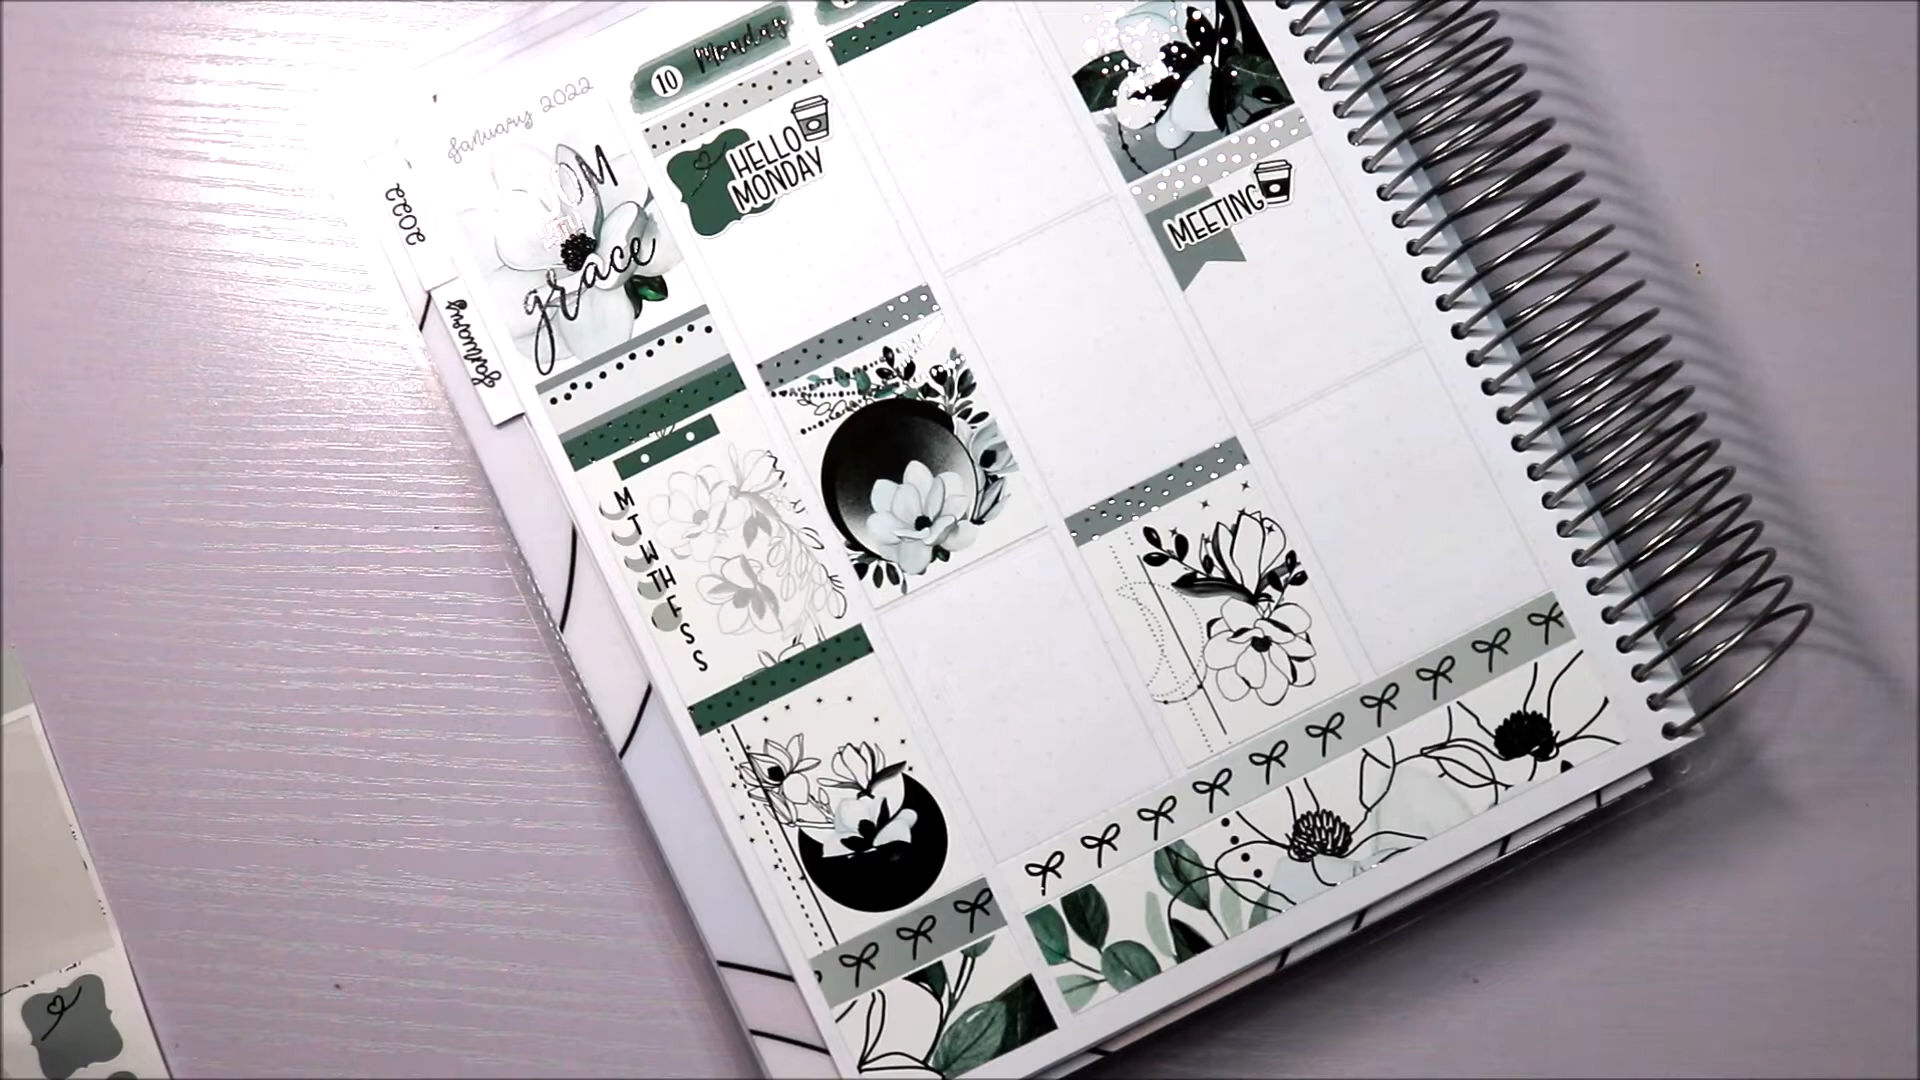 January 2022
10 Monday
HELLO
MONDAY
MEETING
grace
2022
January
M
T
W
TH
F
S
S